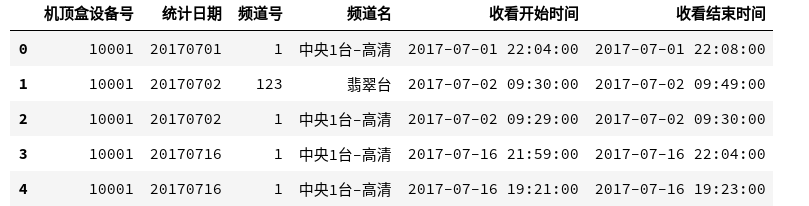 机顶盒设备号 统计日期 频道号 频道名 收看开始时间 收看结束时间
0 10001 20170701 1 中央1台-高清 2017-07-01 22:04:00 2017-07-01 22:08:00
1 10001 20170702 123 翡翠台 2017-07-02 09:30:00 2017-07-02 09:49:00
2 10001 20170702 1 中央1台-高清 2017-07-02 09:29:00 2017-07-02 09:30:00
3 10001 20170716 1 中央1台-高清 2017-07-16 21:59:00 2017-07-16 22:04:00
4 10001 20170716 1 中央1台-高清 2017-07-16 19:21:00 2017-07-16 19:23:00